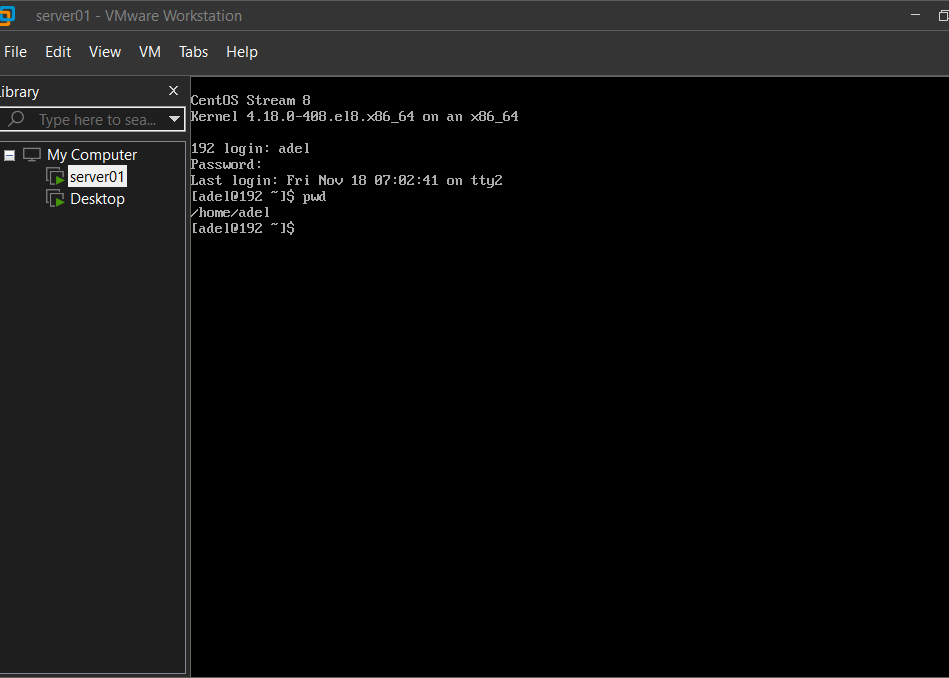 server01 - VMware Workstation
File Edit View VM Tabs Help
ibrary
Type here to sea...
My Computer
server01
Desktop
CentOS Stream 8
Kernel 4.18.0-408.el8.x86_64 on an x86_64
192 login: adel
Password:
Last login: Fri Nov 18 07:02:41 on tty2
[adel@192 ~]$ pwd
/home/adel
[adel@192 ~]$